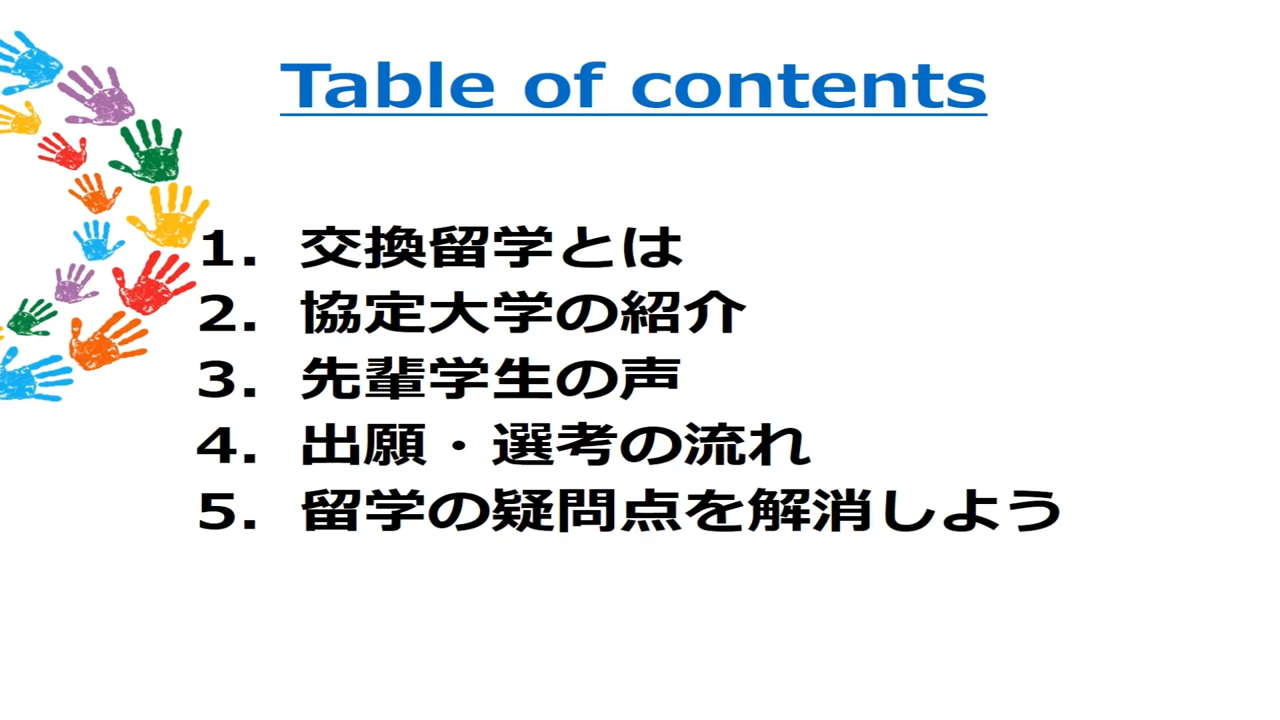 Table of contents
1. 交換留学とは
2. 協定大学の紹介
3. 先輩学生の声
4. 出願・選考の流れ
5. 留学の疑問点を解消しよう